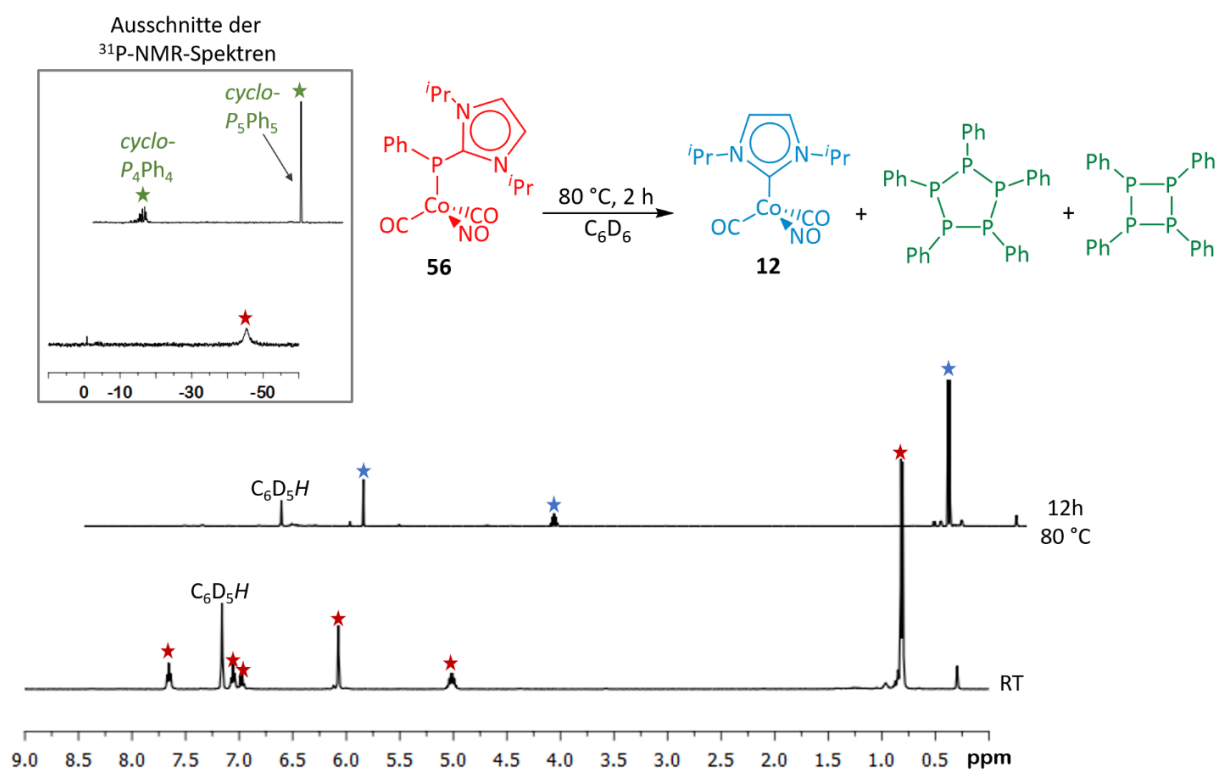 Ausschnitte der
³¹P-NMR-Spektren
cyclo-
P₄Ph₄
cyclo-
P₅Ph₅
0 -10 -30 -50
Ph
P
N
ⁱPr
N
ⁱPr
Co
OC
CO
NO
56
80 °C, 2 h
C₆D₆
ⁱPr
N
N
ⁱPr
Co
OC
CO
NO
12
+
Ph
P
Ph
P
P
Ph
P
P
Ph
Ph
+
Ph
Ph
P
P
P
P
Ph
Ph
C₆D₅H
12h
80 °C
C₆D₅H
RT
9.0 8.5 8.0 7.5 7.0 6.5 6.0 5.5 5.0 4.5 4.0 3.5 3.0 2.5 2.0 1.5 1.0 0.5 ppm